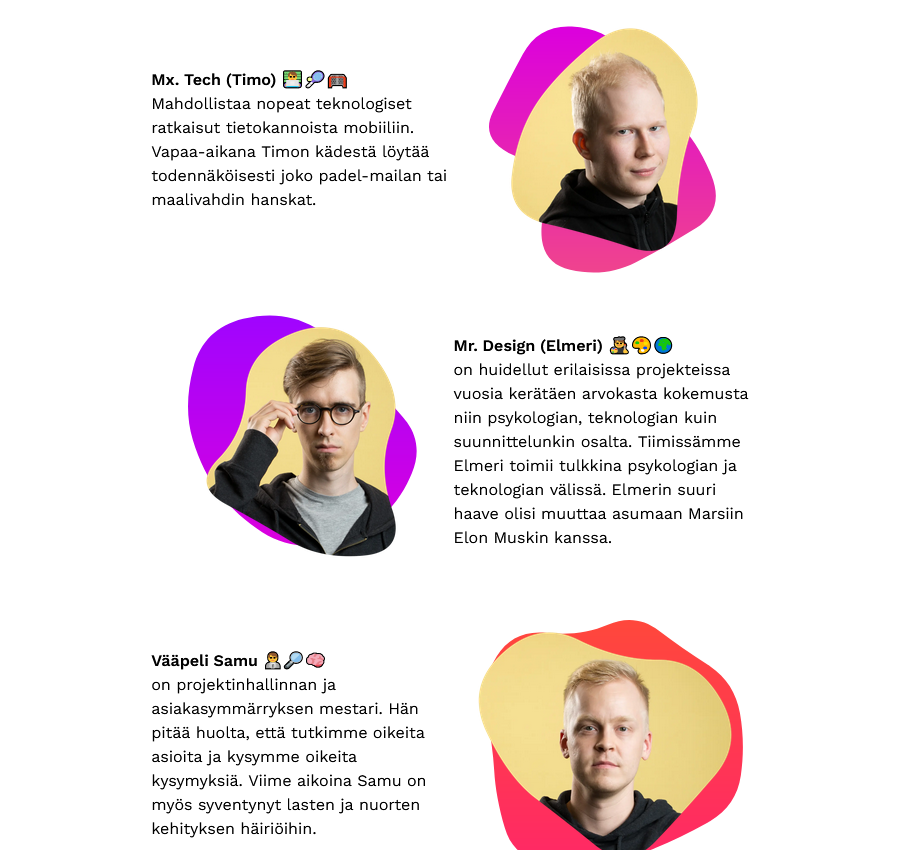 Mx. Tech (Timo)
Mahdollistaa nopeat teknologiset
ratkaisut tietokannoista mobiiliin.
Vapaa-aikana Timon kädestä löytää
todennäköisesti joko padel-mailan tai
maalivahdin hanskat.
Mr. Design (Elmeri)
on huidellut erilaisissa projekteissa
vuosia kerätäen arvokasta kokemusta
niin psykologian, teknologian kuin
suunnittelunkin osalta. Tiimissämme
Elmeri toimii tulkkina psykologian ja
teknologian välissä. Elmerin suuri
haave olisi muuttaa asumaan Marsiin
Elon Muskin kanssa.
Vääpeli Samu
on projektinhallinnan ja
asiakasymmärryksen mestari. Hän
pitää huolta, että tutkimme oikeita
asioita ja kysymme oikeita
kysymyksiä. Viime aikoina Samu on
myös syventynyt lasten ja nuorten
kehityksen häiriöihin.